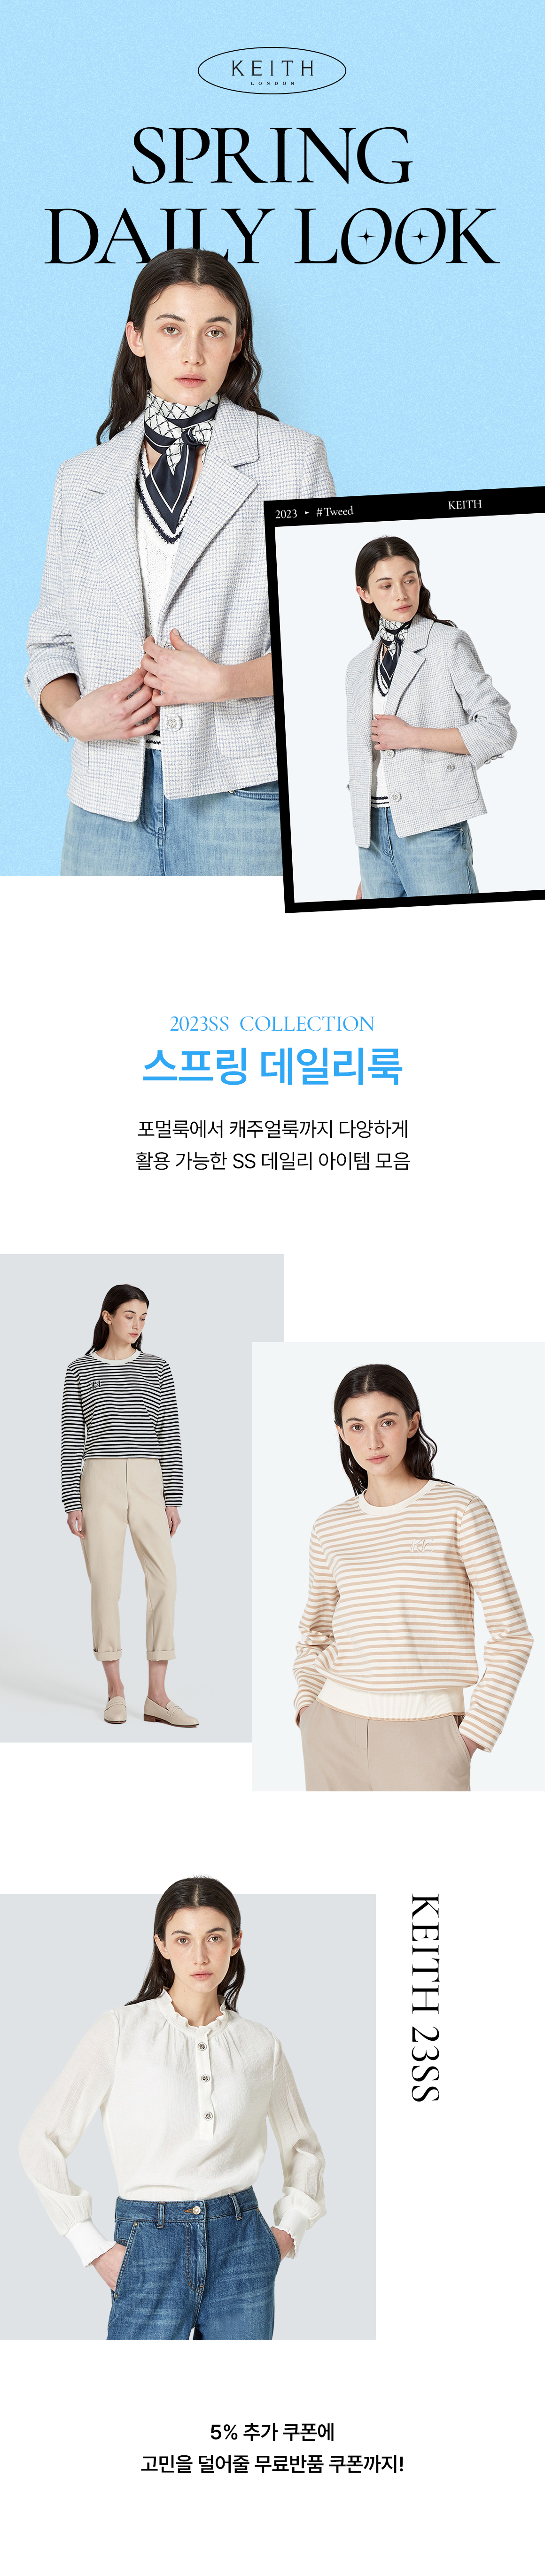 KEITH
LONDON
SPRING
DAILY LOOK
2023 - #Tweed KEITH
2023SS COLLECTION
스프링 데일리룩
포멀룩에서 캐주얼룩까지 다양하게
활용 가능한 SS 데일리 아이템 모음
KEITH 23SS
5% 추가 쿠폰에
고민을 덜어줄 무료반품 쿠폰까지!